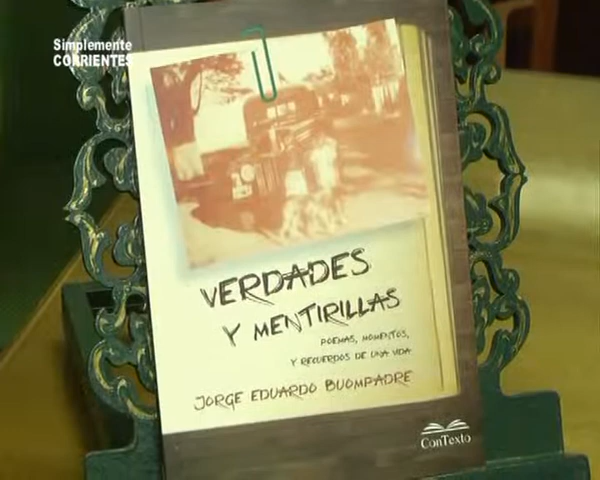 Simplemente
CORRIENTES
VERDADES
Y MENTIRILLAS
POEMAS, MOMENTOS,
Y RECUERDOS DE UNA VIDA
JORGE EDUARDO BUOMPADRE
ConTexto